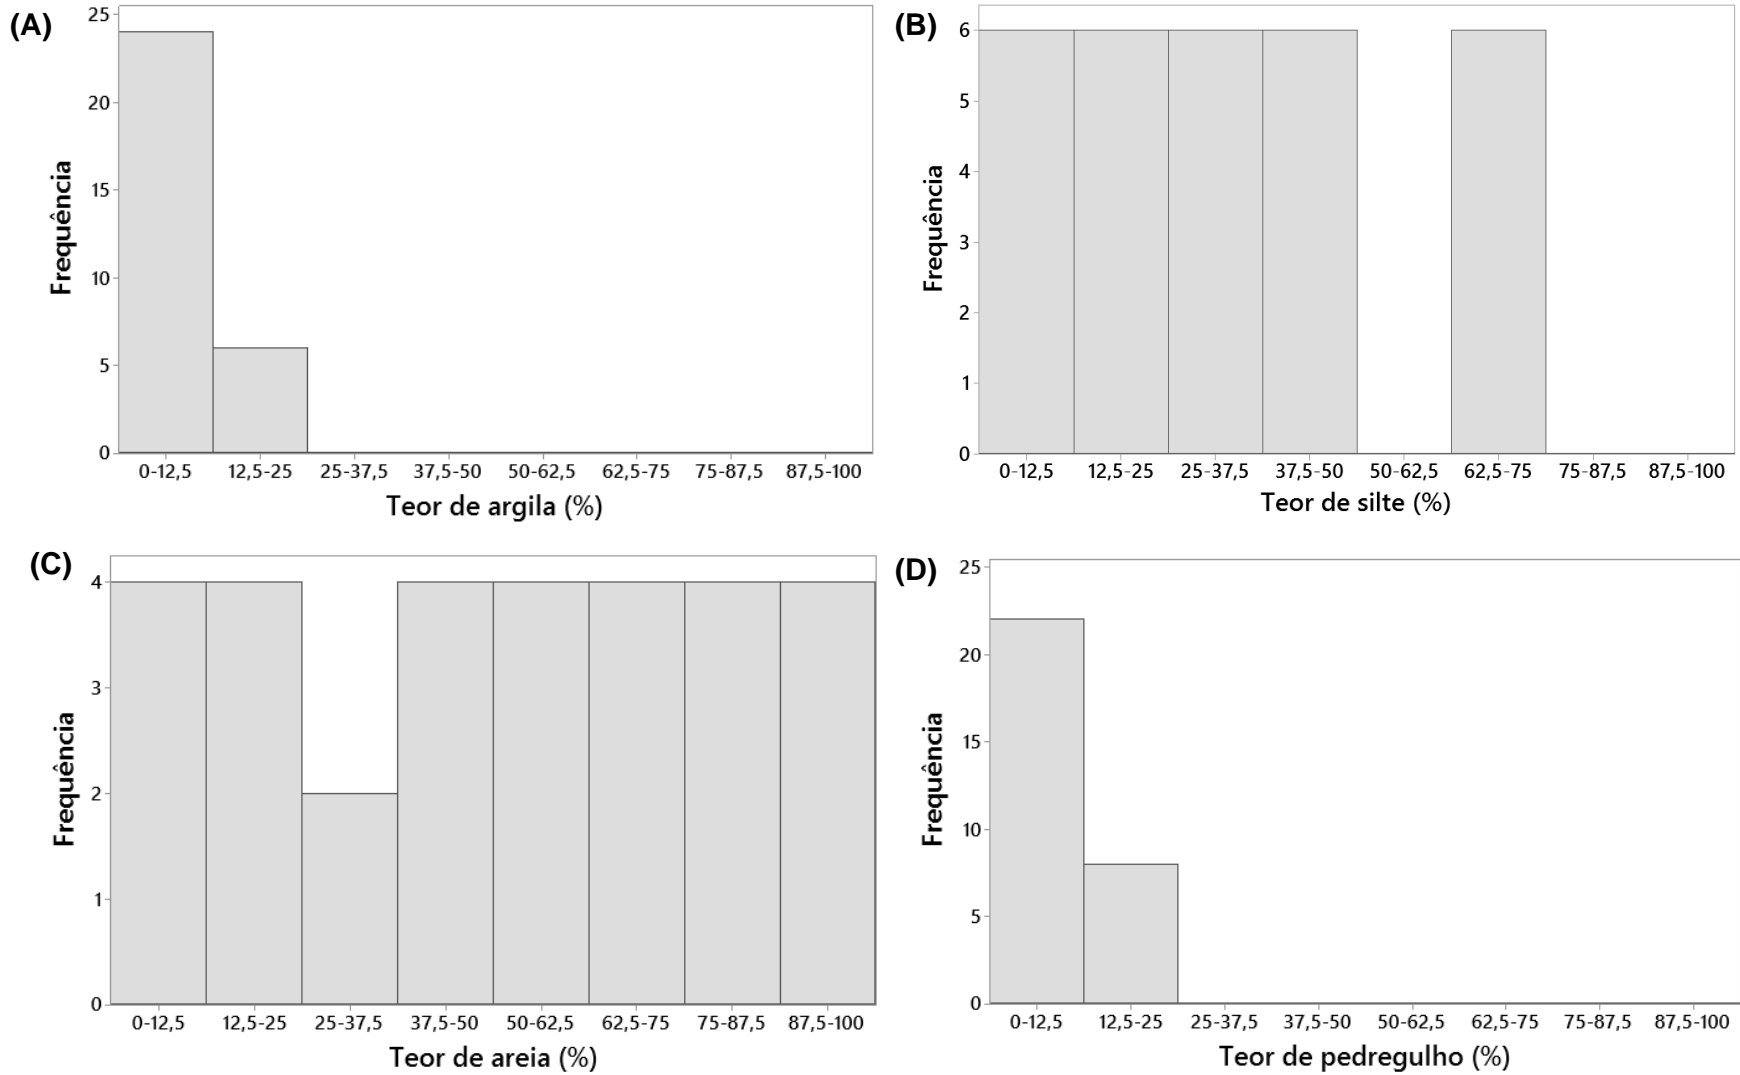 (A)
Frequência
25
20
15
10
5
0
0-12,5 12,5-25 25-37,5 37,5-50 50-62,5 62,5-75 75-87,5 87,5-100
Teor de argila (%)
(B)
Frequência
6
5
4
3
2
1
0
0-12,5 12,5-25 25-37,5 37,5-50 50-62,5 62,5-75 75-87,5 87,5-100
Teor de silte (%)
(C)
Frequência
4
3
2
1
0
0-12,5 12,5-25 25-37,5 37,5-50 50-62,5 62,5-75 75-87,5 87,5-100
Teor de areia (%)
(D)
Frequência
25
20
15
10
5
0
0-12,5 12,5-25 25-37,5 37,5-50 50-62,5 62,5-75 75-87,5 87,5-100
Teor de pedregulho (%)